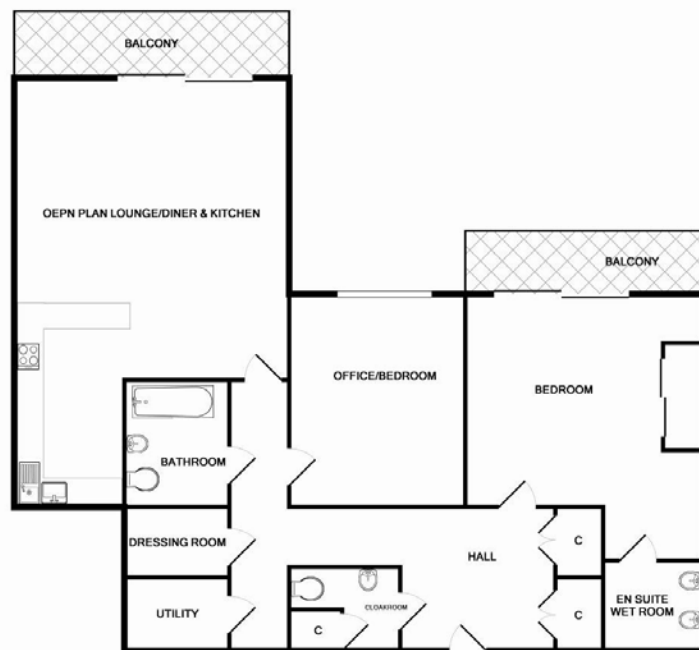 BALCONY
OEPN PLAN LOUNGE/DINER & KITCHEN
BALCONY
OFFICE/BEDROOM
BEDROOM
BATHROOM
DRESSING ROOM
C
HALL
UTILITY
CLOAKROOM
C
C
EN SUITE
WET ROOM